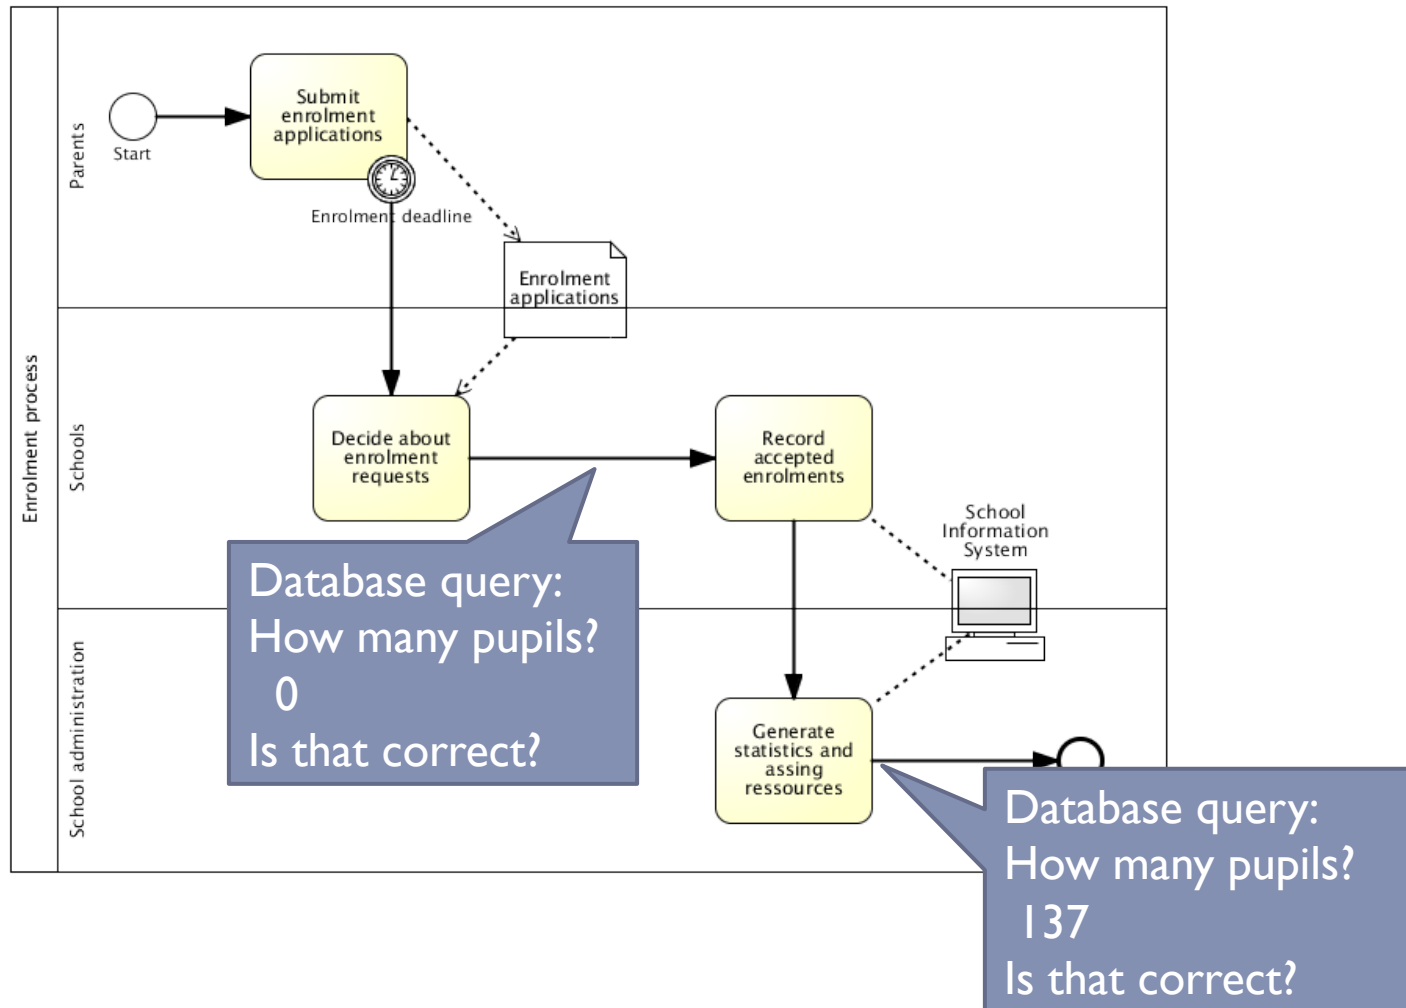 Enrolment process
Parents
Start
Submit
enrolment
applications
Enrolment deadline
Enrolment
applications
Schools
Decide about
enrolment
requests
Record
accepted
enrolments
School
Information
System
Database query:
How many pupils?
0
Is that correct?
School administration
Generate
statistics and
assing
ressources
Database query:
How many pupils?
137
Is that correct?